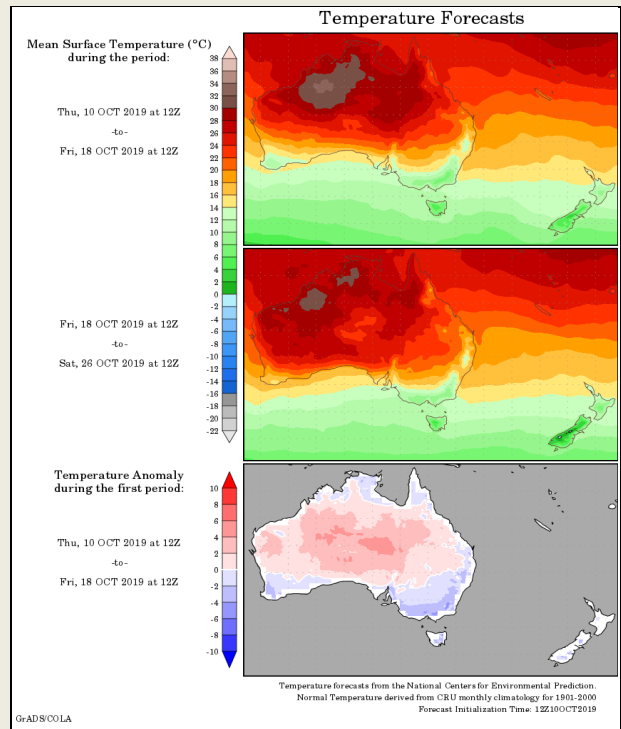 Temperature Forecasts
Mean Surface Temperature (°C)
during the period:
Thu, 10 OCT 2019 at 12Z
-to-
Fri, 18 OCT 2019 at 12Z
38
36
34
32
30
28
26
24
22
20
18
16
14
12
10
8
6
4
2
0
-2
-4
-6
-8
-10
-12
-14
-16
-18
-20
-22
Fri, 18 OCT 2019 at 12Z
-to-
Sat, 26 OCT 2019 at 12Z
Temperature Anomaly
during the first period:
Thu, 10 OCT 2019 at 12Z
-to-
Fri, 18 OCT 2019 at 12Z
10
8
6
4
2
0
-2
-4
-6
-8
-10
Temperature forecasts from the National Centers for Environmental Prediction.
Normal Temperature derived from CRU monthly climatology for 1901-2000
Forecast Initialization Time: 12Z10OCT2019
GrADS/COLA